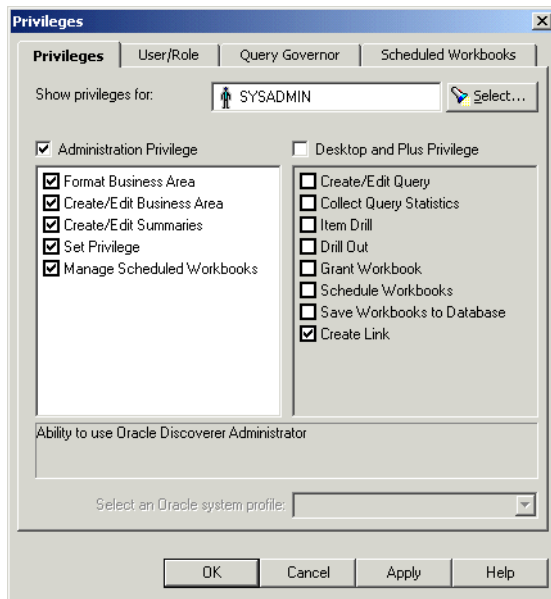 Privileges
Privileges User/Role Query Governor Scheduled Workbooks
Show privileges for: SYSADMIN Select...
Administration Privilege
Format Business Area
Create/Edit Business Area
Create/Edit Summaries
Set Privilege
Manage Scheduled Workbooks
Desktop and Plus Privilege
Create/Edit Query
Collect Query Statistics
Item Drill
Drill Out
Grant Workbook
Schedule Workbooks
Save Workbooks to Database
Create Link
Ability to use Oracle Discoverer Administrator
Select an Oracle system profile:
OK Cancel Apply Help